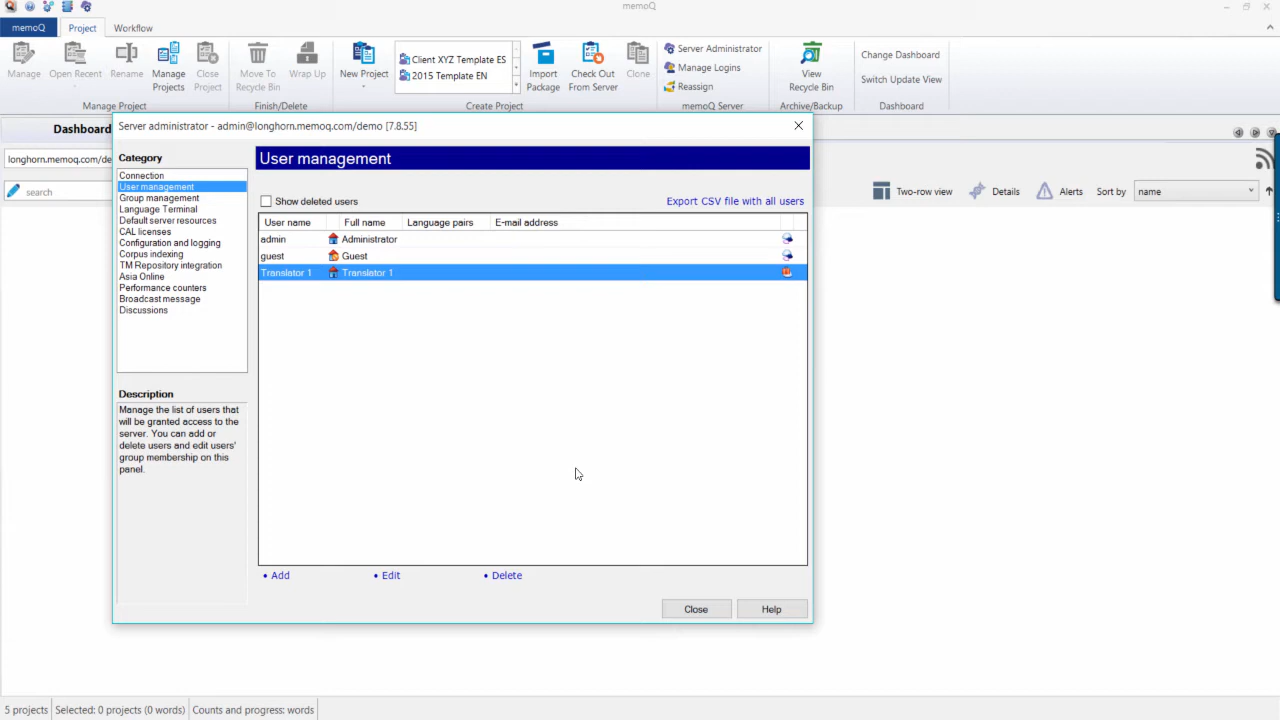 memoQ
memoQ
Project
Workflow
Manage
Open Recent
Rename
Manage Projects
Close Project
Move To Recycle Bin
Wrap Up
New Project
Client XYZ Template ES
2015 Template EN
Import Package
Check Out From Server
Clone
Server Administrator
Manage Logins
Reassign
View Recycle Bin
Change Dashboard
Switch Update View
Manage Project
Finish/Delete
Create Project
memoQ Server
Archive/Backup
Dashboard
Dashboard
Server administrator - admin@longhorn.memoq.com/demo [7.8.55]
longhorn.memoq.com/de
search
Two-row view
Details
Alerts
Sort by
name
Category
Connection
User management
Group management
Language Terminal
Default server resources
CAL licenses
Configuration and logging
Corpus indexing
TM Repository integration
Asia Online
Performance counters
Broadcast message
Discussions
Description
Manage the list of users that
will be granted access to the
server. You can add or
delete users and edit users'
group membership on this
panel.
User management
Show deleted users
Export CSV file with all users
User name Full name Language pairs E-mail address
admin Administrator
guest Guest
Translator 1 Translator 1
• Add • Edit • Delete
Close Help
5 projects Selected: 0 projects (0 words) Counts and progress: words